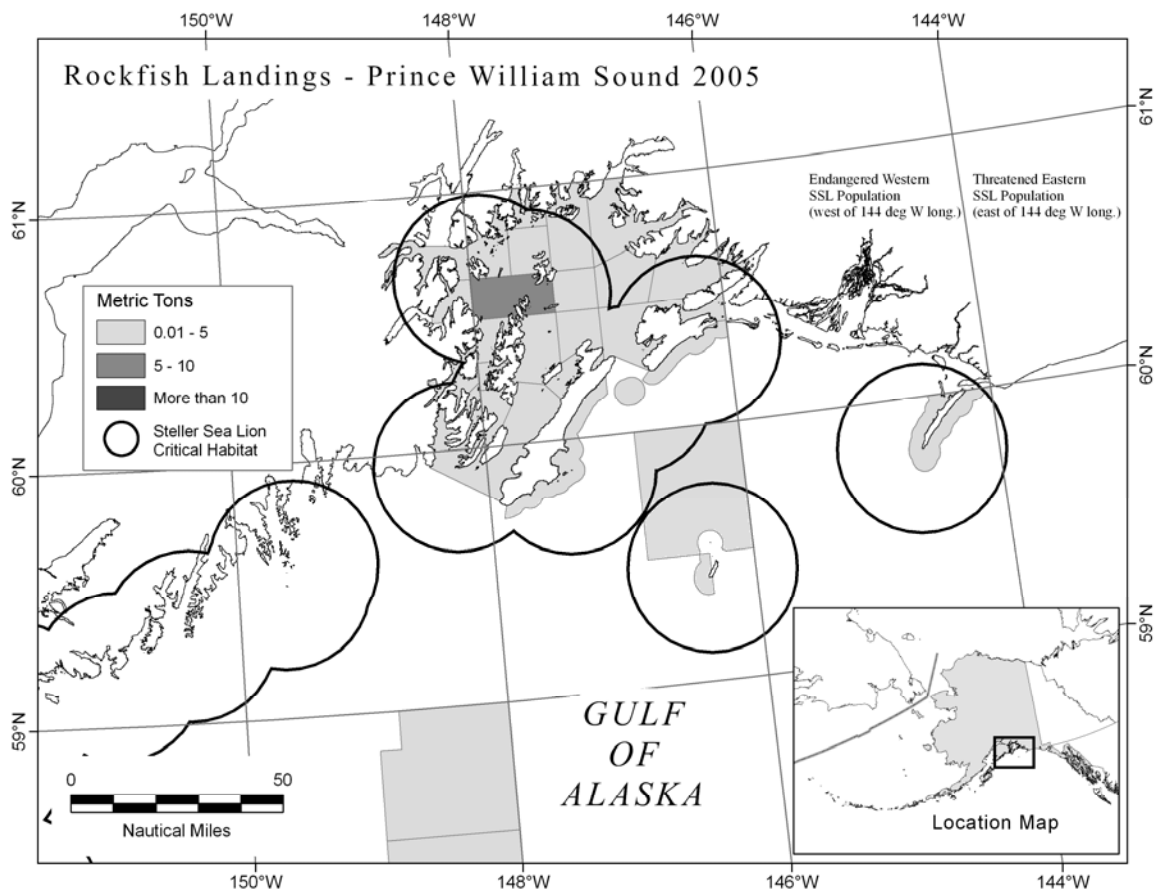 150°W
148°W
146°W
144°W
Rockfish Landings - Prince William Sound 2005
61°N
61°N
Endangered Western
SSL Population
(west of 144 deg W long.)
Threatened Eastern
SSL Population
(east of 144 deg W long.)
Metric Tons
0.01 - 5
5 - 10
More than 10
Steller Sea Lion
Critical Habitat
60°N
60°N
59°N
59°N
GULF
OF
ALASKA
0
50
Nautical Miles
Location Map
150°W
148°W
146°W
144°W